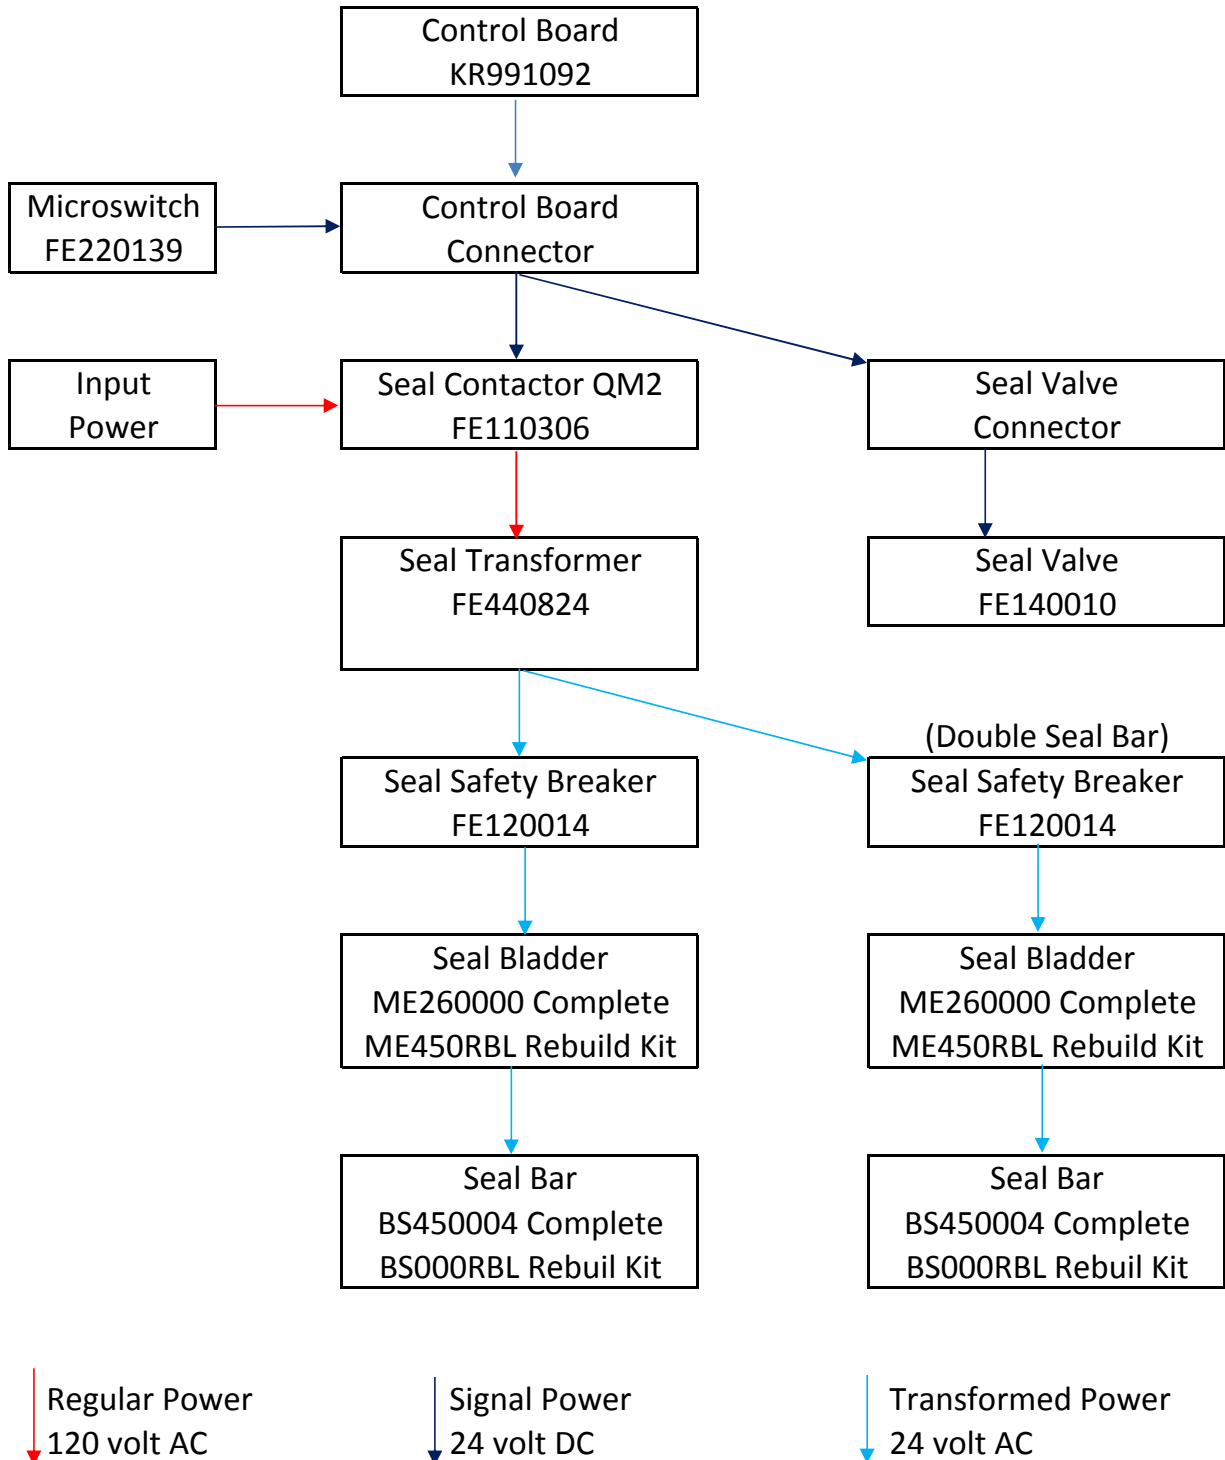 Control Board
KR991092
Microswitch
FE220139
Control Board
Connector
Input
Power
Seal Contactor QM2
FE110306
Seal Valve
Connector
Seal Transformer
FE440824
Seal Valve
FE140010
(Double Seal Bar)
Seal Safety Breaker
FE120014
Seal Safety Breaker
FE120014
Seal Bladder
ME260000 Complete
ME450RBL Rebuild Kit
Seal Bladder
ME260000 Complete
ME450RBL Rebuild Kit
Seal Bar
BS450004 Complete
BS000RBL Rebuil Kit
Seal Bar
BS450004 Complete
BS000RBL Rebuil Kit
Regular Power
120 volt AC
Signal Power
24 volt DC
Transformed Power
24 volt AC